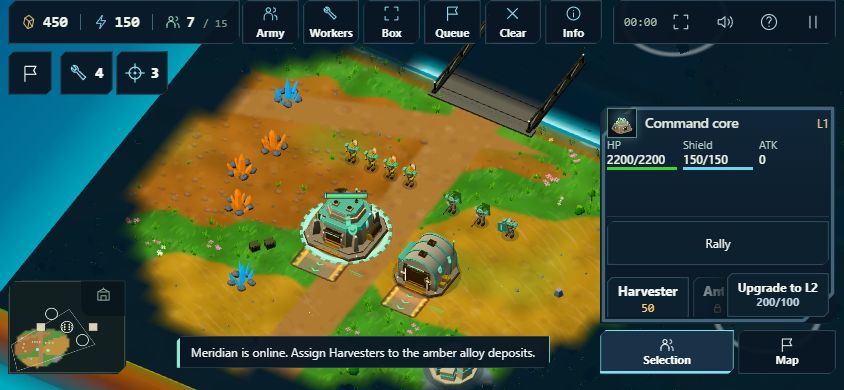 450 150 7 / 15
Army Workers Box Queue Clear Info
00:00
4 3
Command core L1
HP Shield ATK
2200/2200 150/150 0
Rally
Harvester
50
Upgrade to L2
200/100
Meridian is online. Assign Harvesters to the amber alloy deposits.
Selection Map